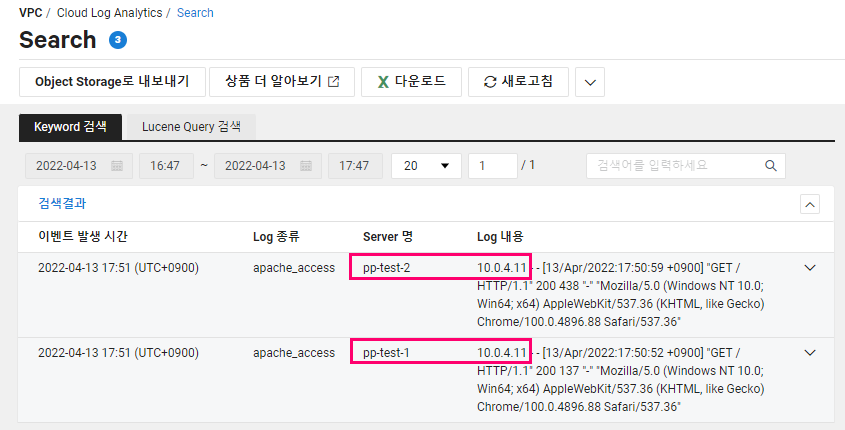 VPC / Cloud Log Analytics / Search
Search 3
Object Storage로 내보내기 상품 더 알아보기 다운로드 새로고침
Keyword 검색 Lucene Query 검색
2022-04-13 16:47 ~ 2022-04-13 17:47 20 1 / 1 검색어를 입력하세요
검색결과
이벤트 발생 시간 Log 종류 Server 명 Log 내용
2022-04-13 17:51 (UTC+0900) apache_access pp-test-2 10.0.4.11 - - [13/Apr/2022:17:50:59 +0900] "GET /
HTTP/1.1" 200 438 "-" "Mozilla/5.0 (Windows NT 10.0;
Win64; x64) AppleWebKit/537.36 (KHTML, like Gecko)
Chrome/100.0.4896.88 Safari/537.36"
2022-04-13 17:51 (UTC+0900) apache_access pp-test-1 10.0.4.11 - - [13/Apr/2022:17:50:52 +0900] "GET /
HTTP/1.1" 200 137 "-" "Mozilla/5.0 (Windows NT 10.0;
Win64; x64) AppleWebKit/537.36 (KHTML, like Gecko)
Chrome/100.0.4896.88 Safari/537.36"